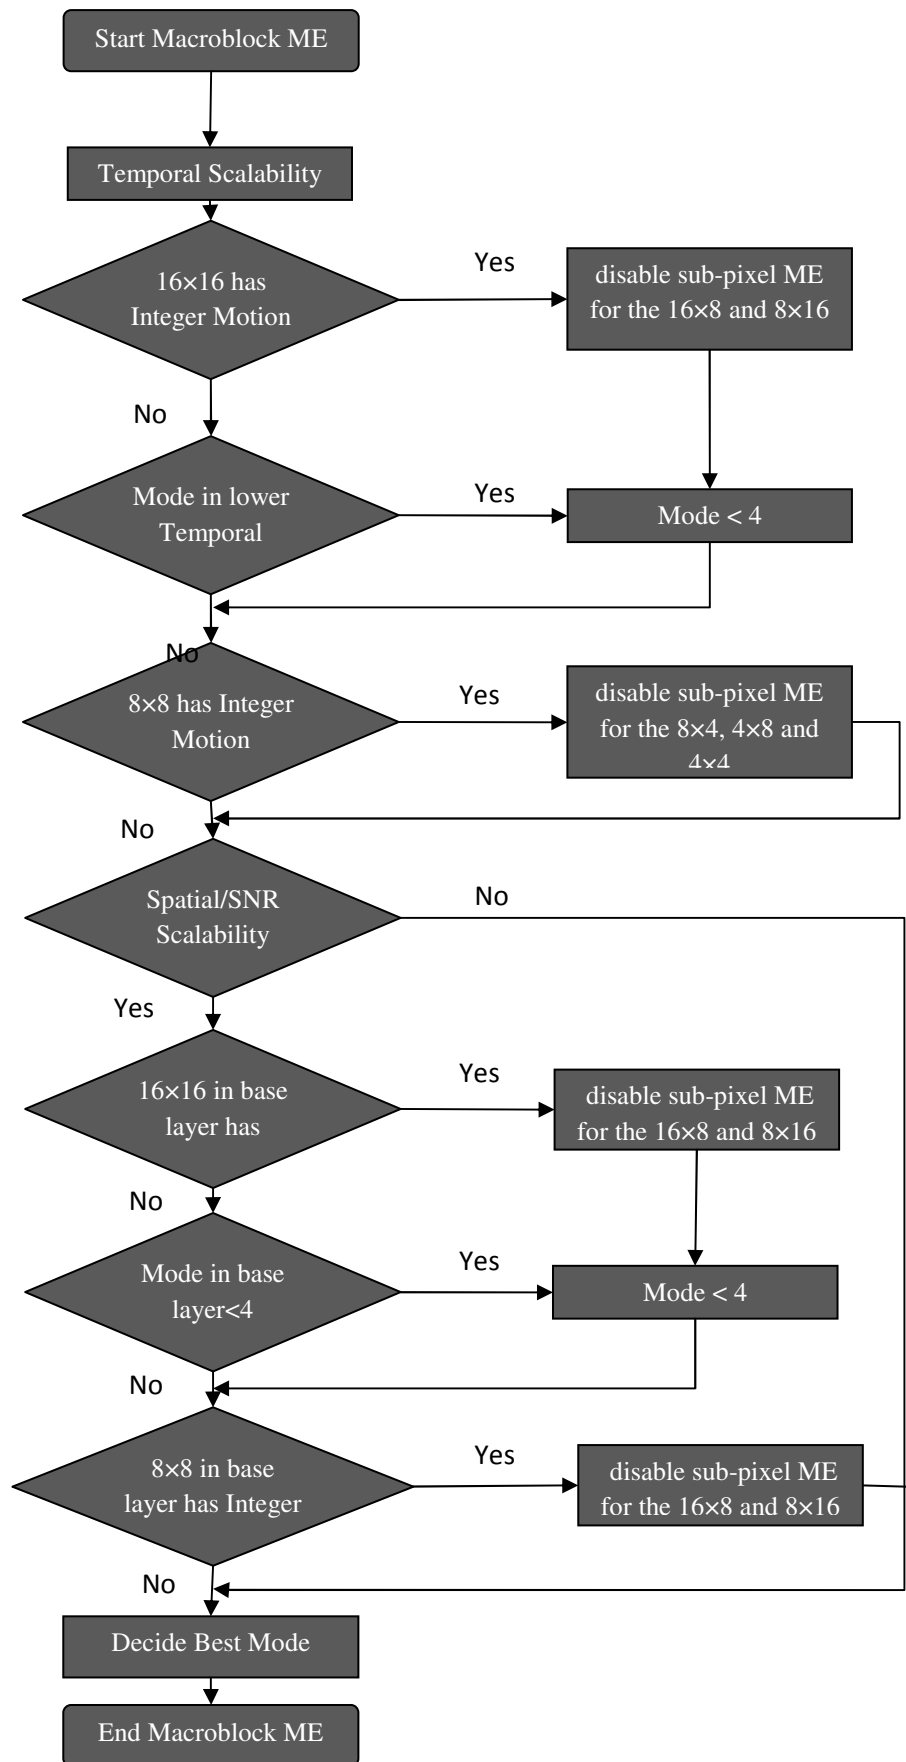 Start Macroblock ME
Temporal Scalability
16×16 has
Integer Motion
Yes
disable sub-pixel ME
for the 16×8 and 8×16
No
Mode in lower
Temporal
Yes
Mode < 4
No
8×8 has Integer
Motion
Yes
disable sub-pixel ME
for the 8×4, 4×8 and
4×4
No
Spatial/SNR
Scalability
No
Yes
16×16 in base
layer has
Yes
disable sub-pixel ME
for the 16×8 and 8×16
No
Mode in base
layer<4
Yes
Mode < 4
No
8×8 in base
layer has Integer
Yes
disable sub-pixel ME
for the 16×8 and 8×16
No
Decide Best Mode
End Macroblock ME